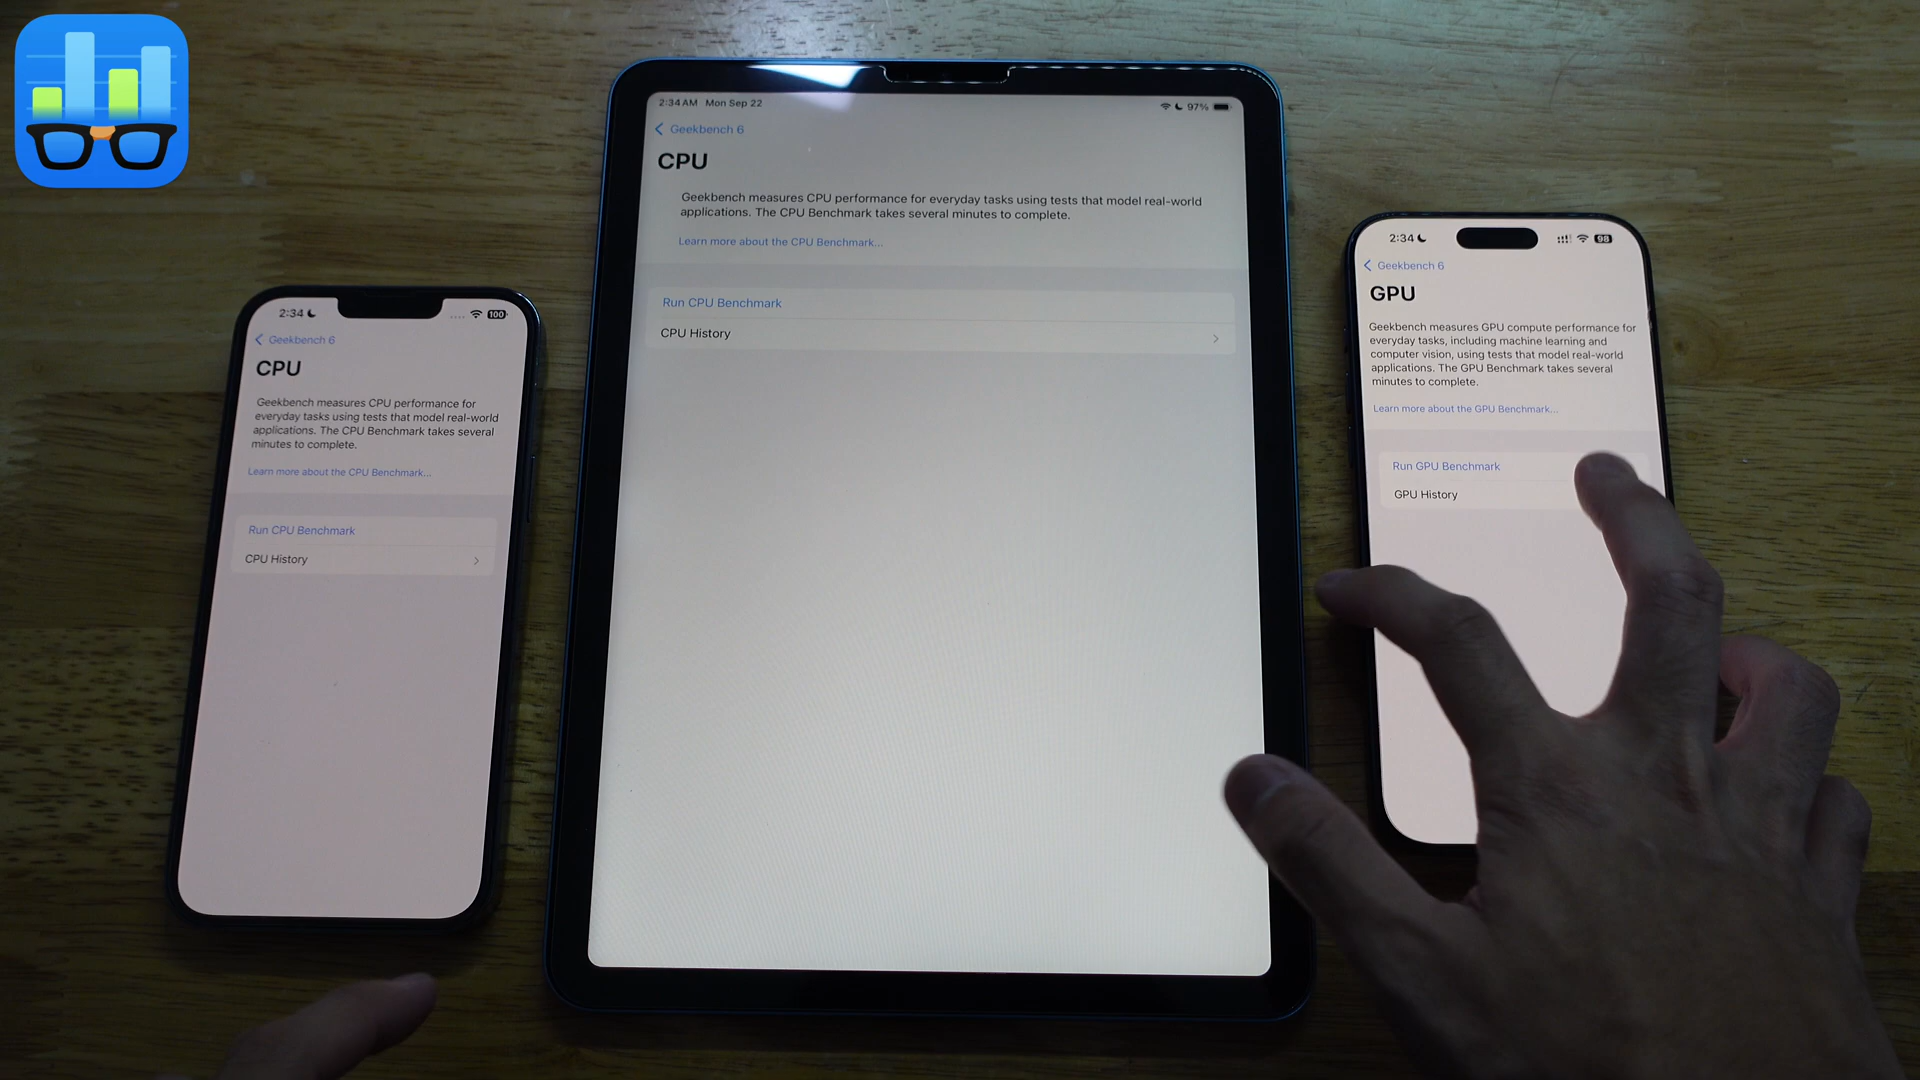 2:34
100
Geekbench 6
CPU
Geekbench measures CPU performance for
everyday tasks using tests that model real-world
applications. The CPU Benchmark takes several
minutes to complete.
Learn more about the CPU Benchmark...
Run CPU Benchmark
CPU History
2:34 AM Mon Sep 22
97%
Geekbench 6
CPU
Geekbench measures CPU performance for everyday tasks using tests that model real-world
applications. The CPU Benchmark takes several minutes to complete.
Learn more about the CPU Benchmark...
Run CPU Benchmark
CPU History
2:34
98
Geekbench 6
GPU
Geekbench measures GPU compute performance for
everyday tasks, including machine learning and
computer vision, using tests that model real-world
applications. The GPU Benchmark takes several
minutes to complete.
Learn more about the GPU Benchmark...
Run GPU Benchmark
GPU History